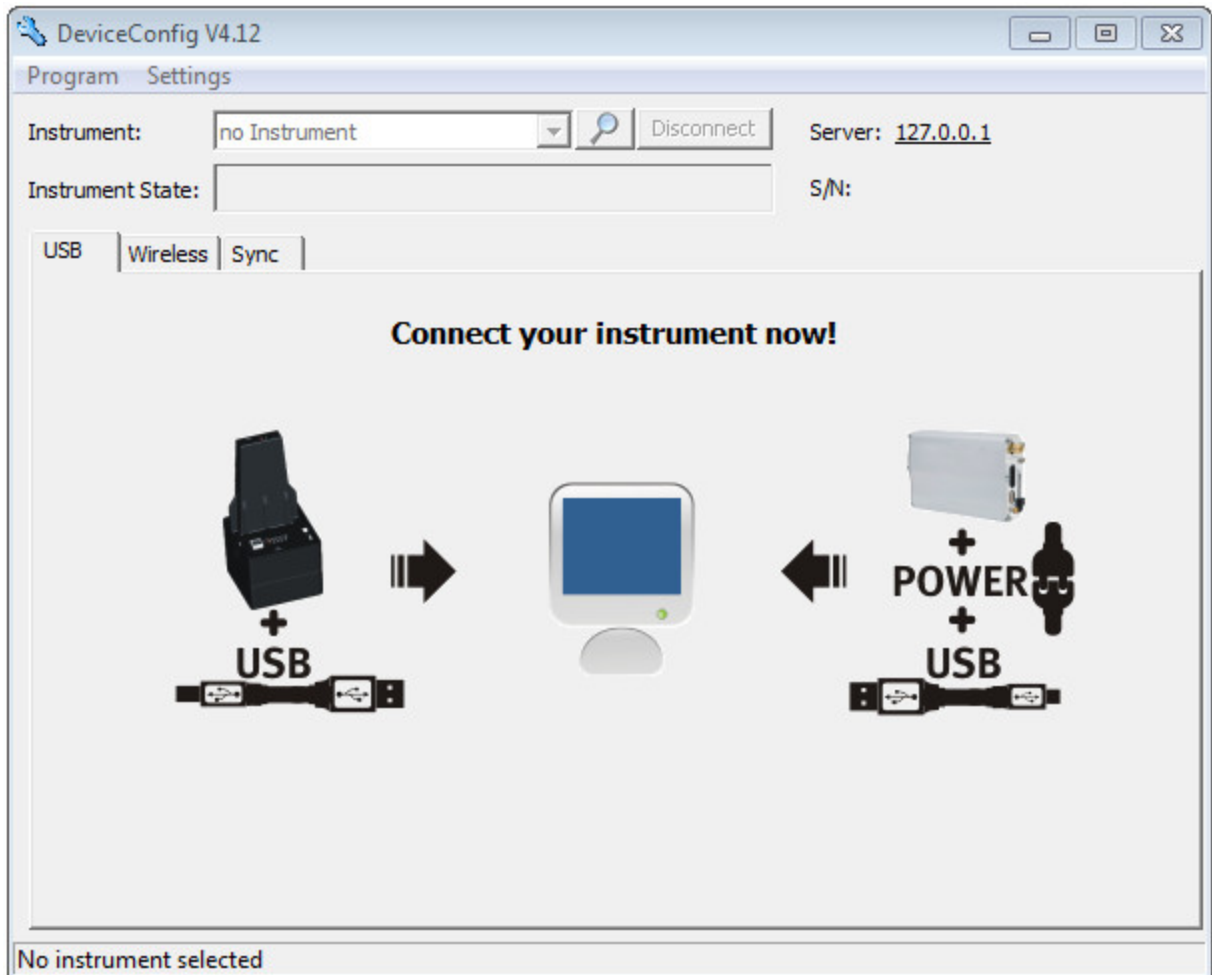 DeviceConfig V4.12
Program Settings
Instrument: no Instrument Disconnect Server: 127.0.0.1
Instrument State: S/N:
USB Wireless Sync
Connect your instrument now!
+
POWER
+
USB
+
USB
No instrument selected